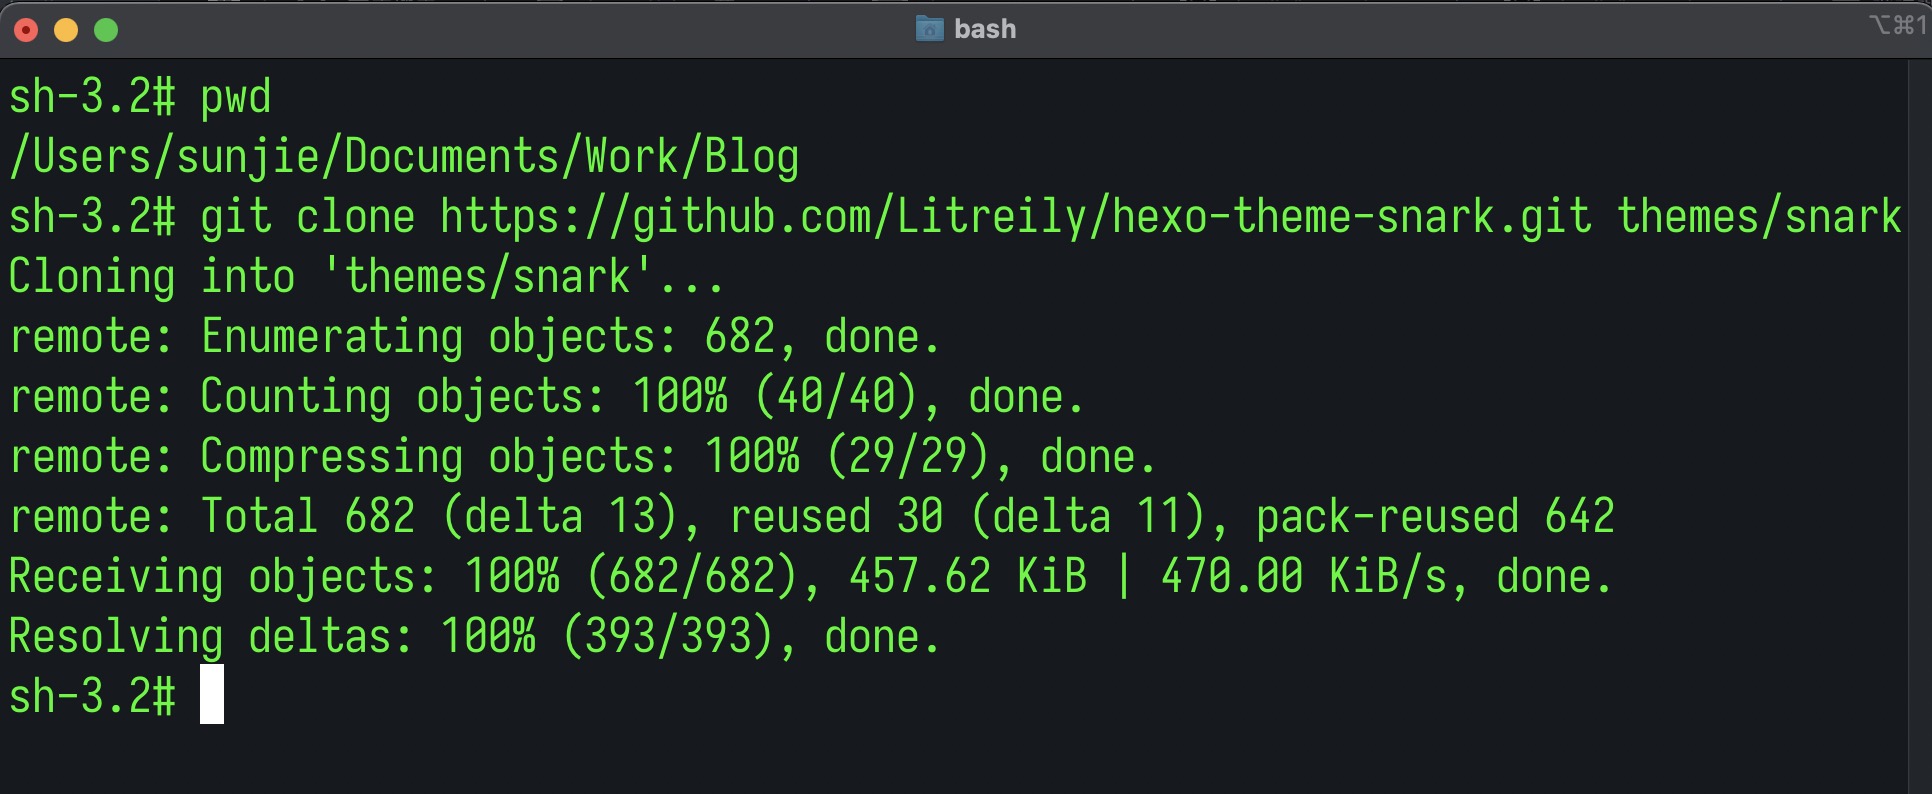 bash
⌥⌘1
sh-3.2# pwd
/Users/sunjie/Documents/Work/Blog
sh-3.2# git clone https://github.com/Litreily/hexo-theme-snark.git themes/snark
Cloning into 'themes/snark'...
remote: Enumerating objects: 682, done.
remote: Counting objects: 100% (40/40), done.
remote: Compressing objects: 100% (29/29), done.
remote: Total 682 (delta 13), reused 30 (delta 11), pack-reused 642
Receiving objects: 100% (682/682), 457.62 KiB | 470.00 KiB/s, done.
Resolving deltas: 100% (393/393), done.
sh-3.2#